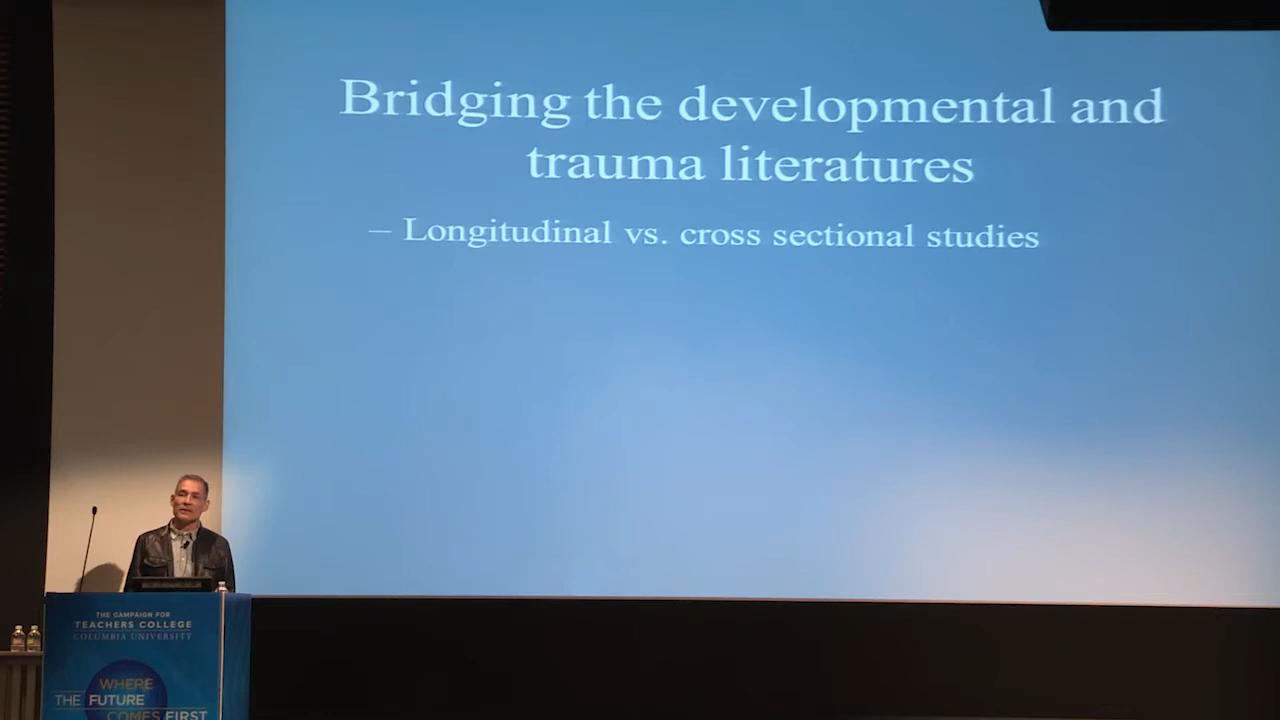 Bridging the developmental and
trauma literatures
– Longitudinal vs. cross sectional studies
THE CAMPAIGN FOR
TEACHERS COLLEGE
COLUMBIA UNIVERSITY
WHERE
THE FUTURE
COMES FIRST